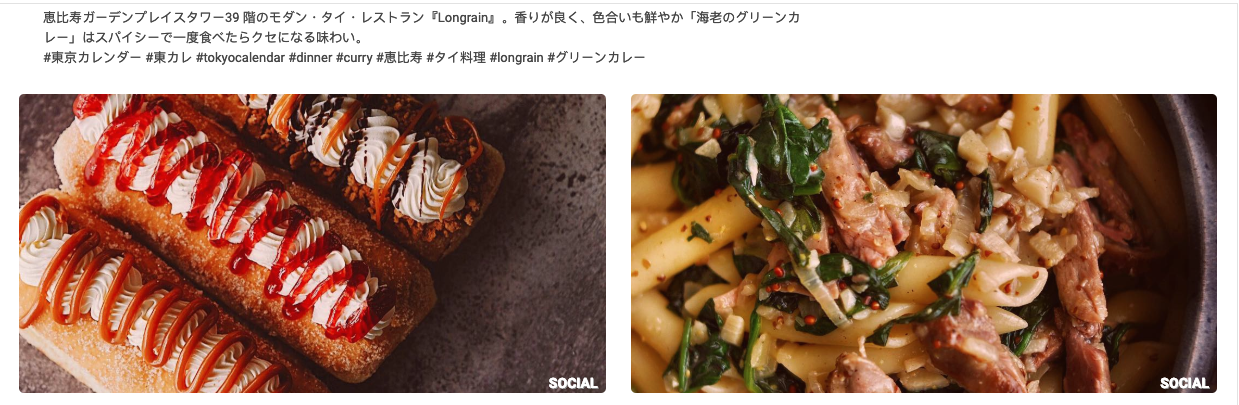 恵比寿ガーデンプレイスタワー39 階のモダン・タイ・レストラン『Longrain』。香りが良く、色合いも鮮やか「海老のグリーンカ
レー」はスパイシーで一度食べたらクセになる味わい。
#東京カレンダー #東カレ #tokyocalendar #dinner #curry #恵比寿 #タイ料理 #longrain #グリーンカレー
SOCIAL
SOCIAL